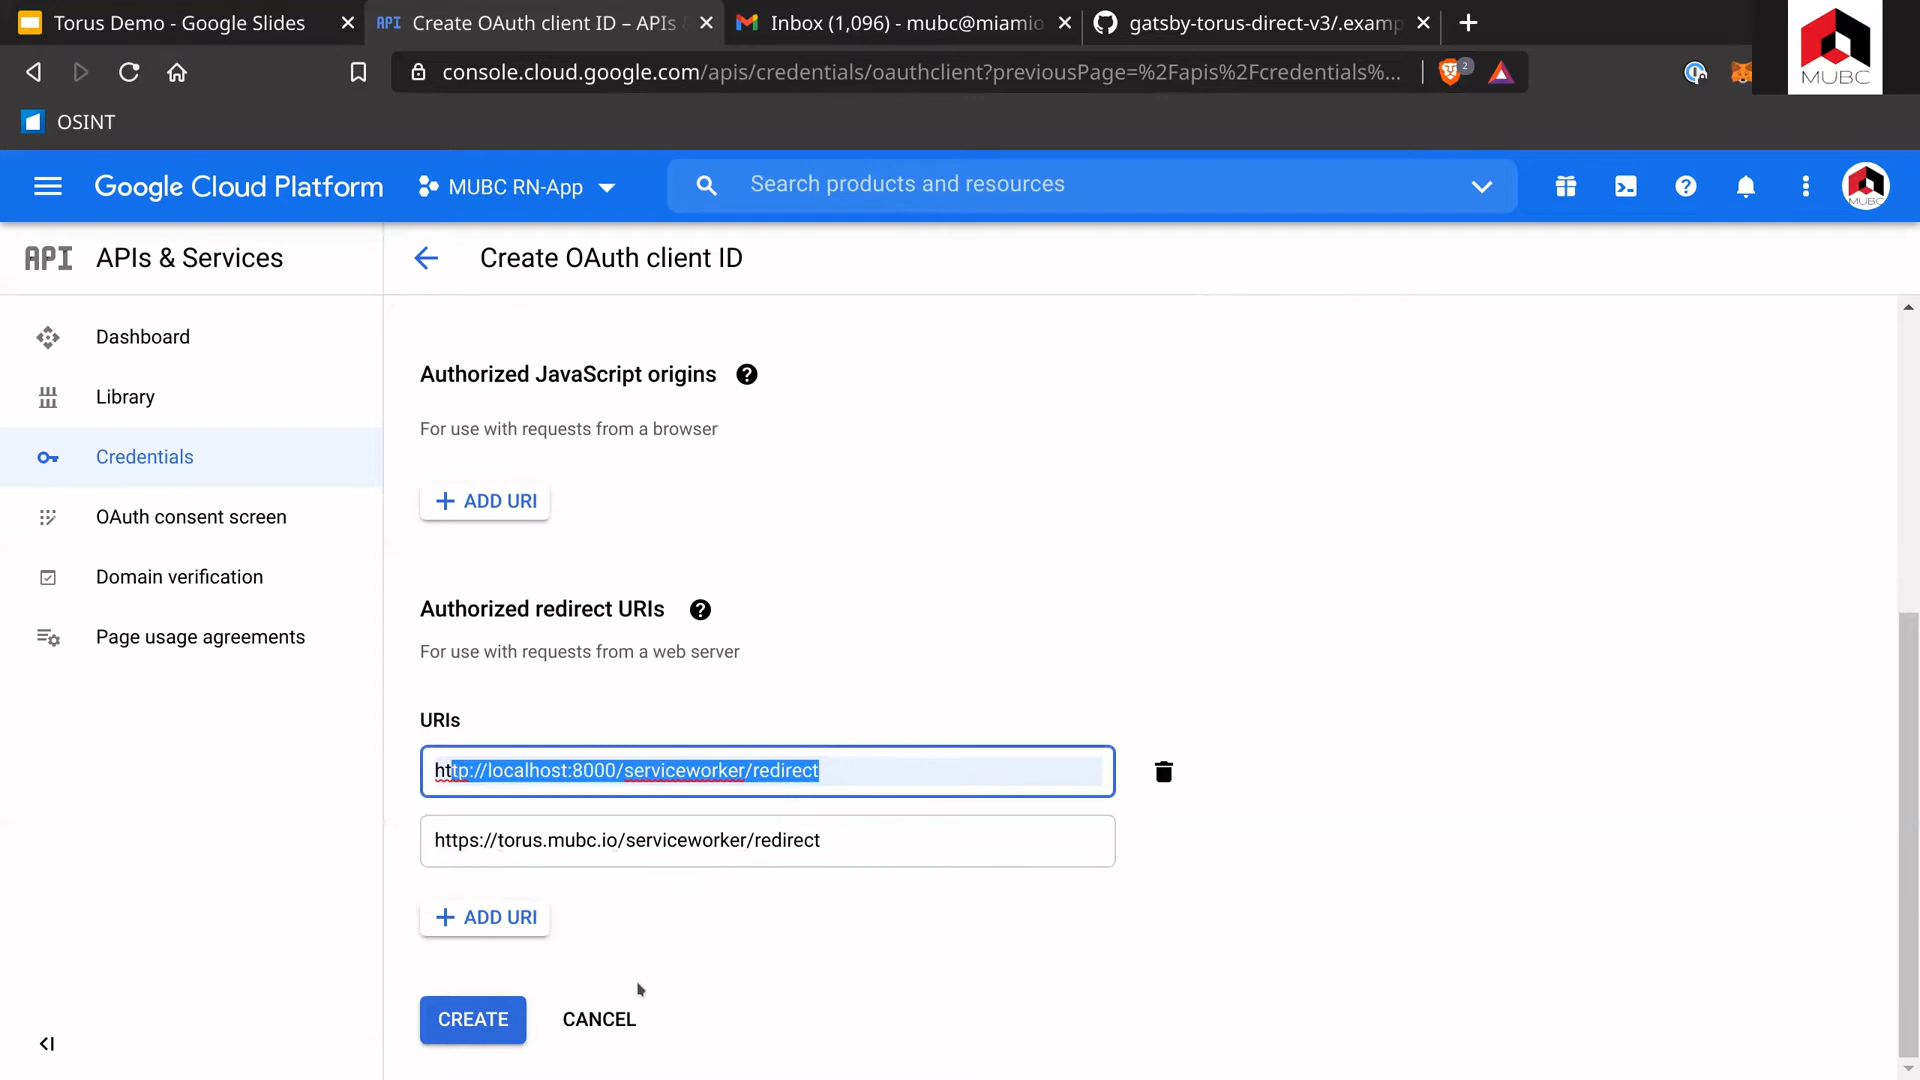 Torus Demo - Google Slides
API Create OAuth client ID – APIs &
Inbox (1,096) - mubc@miamio
gatsby-torus-direct-v3/.examp
MUBC
console.cloud.google.com/apis/credentials/oauthclient?previousPage=%2Fapis%2Fcredentials%...
2
OSINT
Google Cloud Platform
MUBC RN-App
Search products and resources
MUBC
API APIs & Services
Create OAuth client ID
Dashboard
Library
Credentials
OAuth consent screen
Domain verification
Page usage agreements
Authorized JavaScript origins
For use with requests from a browser
+ ADD URI
Authorized redirect URIs
For use with requests from a web server
URIs
http://localhost:8000/serviceworker/redirect
https://torus.mubc.io/serviceworker/redirect
+ ADD URI
CREATE
CANCEL